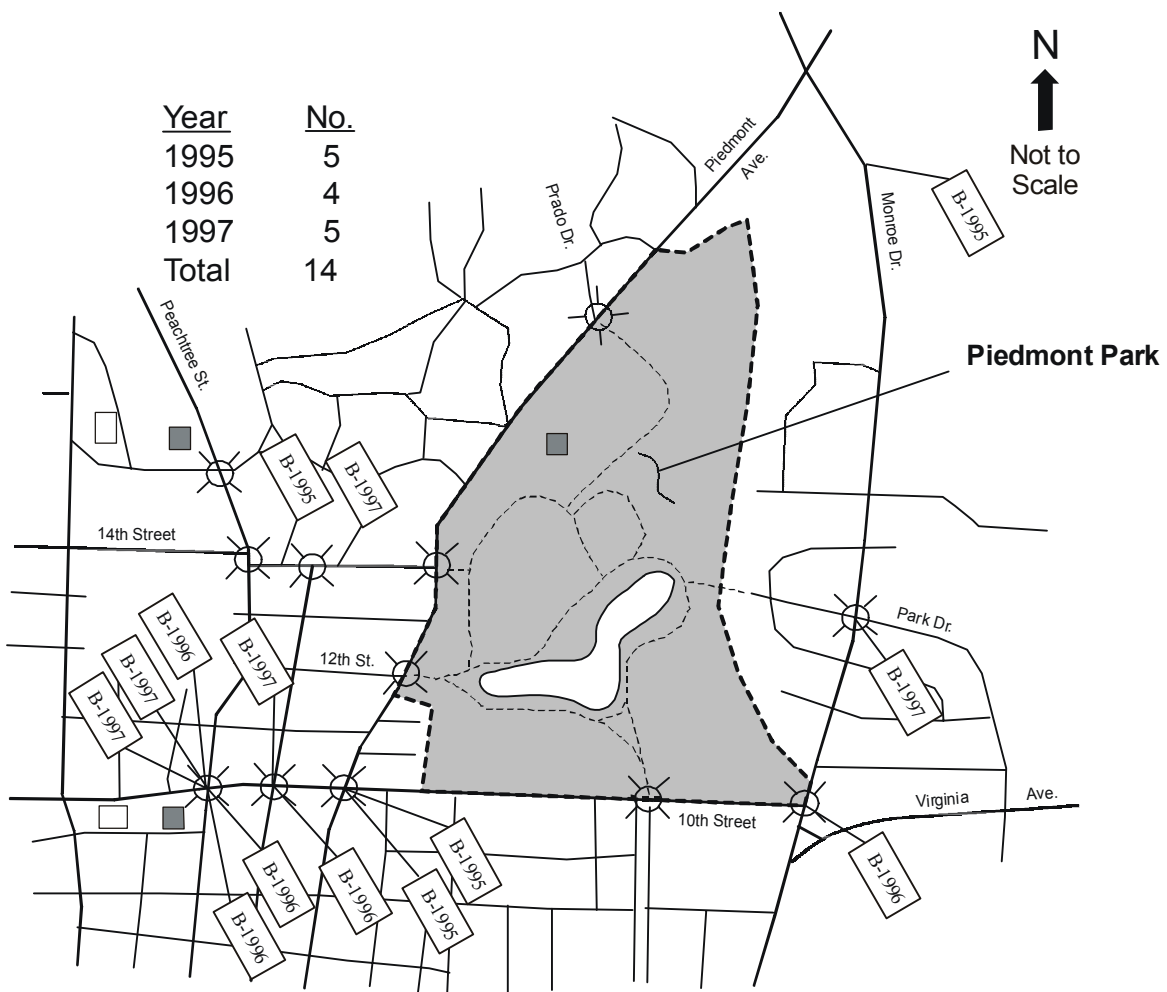 Year No.
1995 5
1996 4
1997 5
Total 14
N
Not to
Scale
Piedmont
Ave.
Prado Dr.
Monroe Dr.
B-1995
Peachtree St.
Piedmont Park
B-1995
B-1997
14th Street
B-1996
B-1997
B-1997
B-1997
12th St.
Park Dr.
B-1997
10th Street
Virginia Ave.
B-1995
B-1996
B-1996
B-1995
B-1996
B-1996